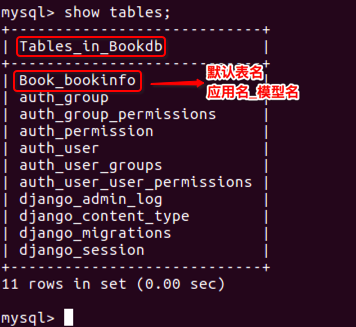 mysql> show tables;
+----------------------------+
| Tables_in_Bookdb |
+----------------------------+
| Book_bookinfo |
默认表名
应用名_模型名
| auth_group |
| auth_group_permissions |
| auth_permission |
| auth_user |
| auth_user_groups |
| auth_user_user_permissions |
| django_admin_log |
| django_content_type |
| django_migrations |
| django_session |
+----------------------------+
11 rows in set (0.00 sec)
mysql>